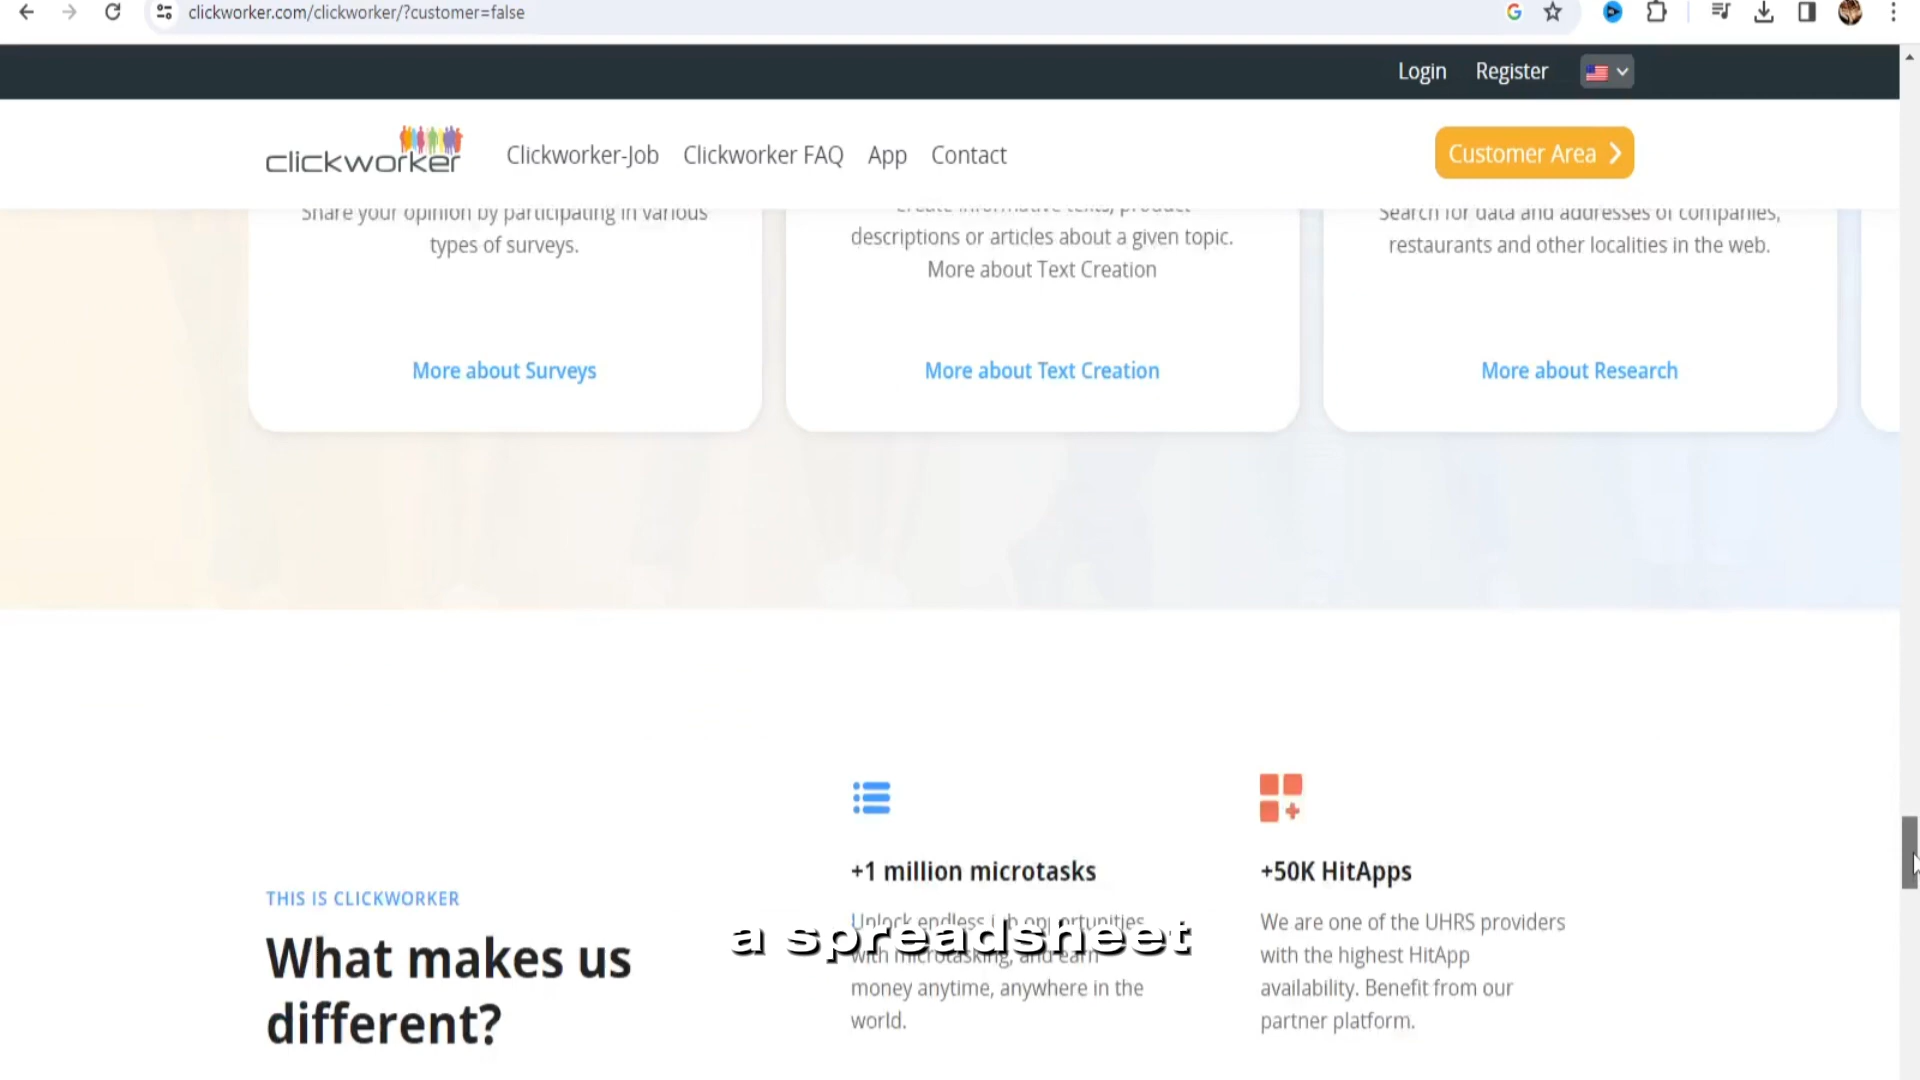 clickworker.com/clickworker/?customer=false
Login Register
clickworker Clickworker-Job Clickworker FAQ App Contact Customer Area
Share your opinion by participating in various
types of surveys.
More about Surveys
Create informative texts, product
descriptions or articles about a given topic.
More about Text Creation
More about Text Creation
Search for data and addresses of companies,
restaurants and other localities in the web.
More about Research
THIS IS CLICKWORKER
What makes us
different?
+1 million microtasks
Unlock endless job opportunities
with microtasking, and earn
money anytime, anywhere in the
world.
+50K HitApps
We are one of the UHRS providers
with the highest HitApp
availability. Benefit from our
partner platform.
a spreadsheet